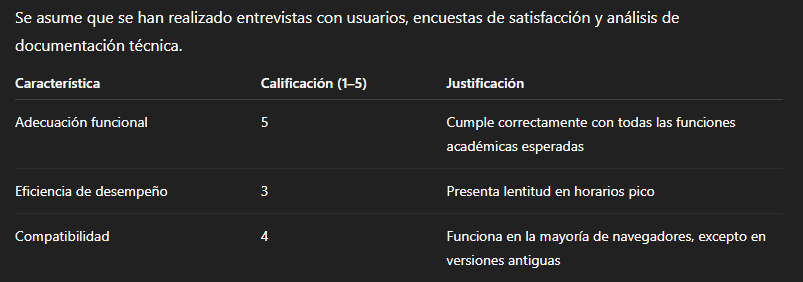 Se asume que se han realizado entrevistas con usuarios, encuestas de satisfacción y análisis de
documentación técnica.
Característica Calificación (1–5) Justificación
Adecuación funcional 5 Cumple correctamente con todas las funciones
académicas esperadas
Eficiencia de desempeño 3 Presenta lentitud en horarios pico
Compatibilidad 4 Funciona en la mayoría de navegadores, excepto en
versiones antiguas